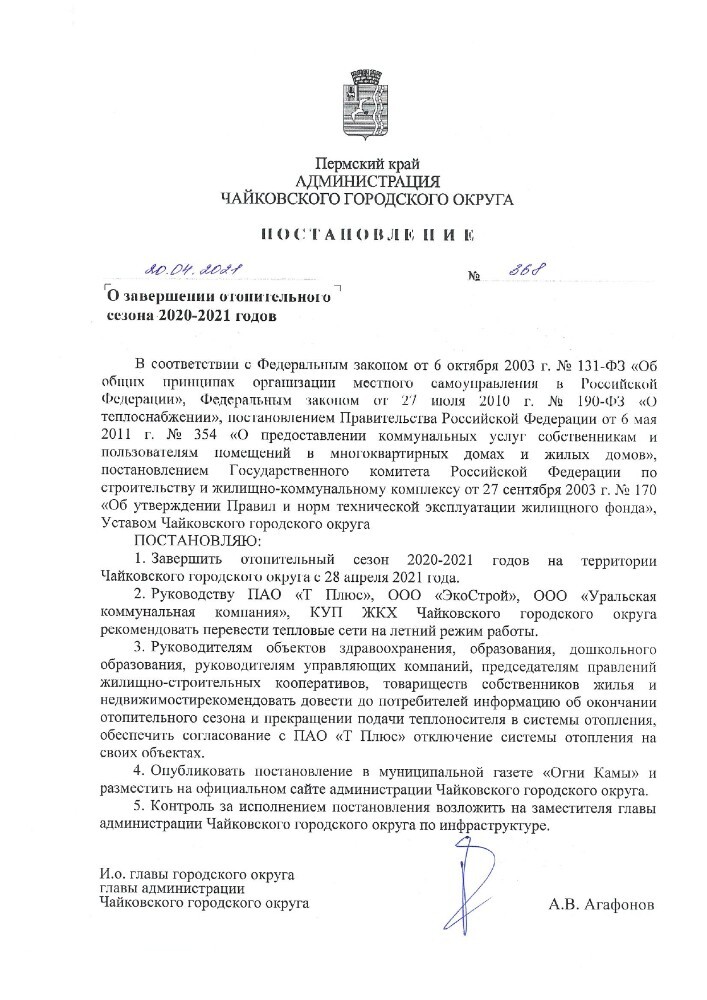 Пермский край
АДМИНИСТРАЦИЯ
ЧАЙКОВСКОГО ГОРОДСКОГО ОКРУГА
ПОСТАНОВЛЕНИЕ
20.04.2021 № 368
О завершении отопительного
сезона 2020-2021 годов
В соответствии с Федеральным законом от 6 октября 2003 г. № 131-ФЗ «Об
общих принципах организации местного самоуправления в Российской
Федерации», Федеральным законом от 27 июля 2010 г. № 190-ФЗ «О
теплоснабжении», постановлением Правительства Российской Федерации от 6 мая
2011 г. № 354 «О предоставлении коммунальных услуг собственникам и
пользователям помещений в многоквартирных домах и жилых домов»,
постановлением Государственного комитета Российской Федерации по
строительству и жилищно-коммунальному комплексу от 27 сентября 2003 г. № 170
«Об утверждении Правил и норм технической эксплуатации жилищного фонда»,
Уставом Чайковского городского округа
ПОСТАНОВЛЯЮ:
1. Завершить отопительный сезон 2020-2021 годов на территории
Чайковского городского округа с 28 апреля 2021 года.
2. Руководству ПАО «Т Плюс», ООО «ЭкоСтрой», ООО «Уральская
коммунальная компания», КУП ЖКХ Чайковского городского округа
рекомендовать перевести тепловые сети на летний режим работы.
3. Руководителям объектов здравоохранения, образования, дошкольного
образования, руководителям управляющих компаний, председателям правлений
жилищно-строительных кооперативов, товариществ собственников жилья и
недвижимостирекомендовать довести до потребителей информацию об окончании
отопительного сезона и прекращении подачи теплоносителя в системы отопления,
обеспечить согласование с ПАО «Т Плюс» отключение системы отопления на
своих объектах.
4. Опубликовать постановление в муниципальной газете «Огни Камы» и
разместить на официальном сайте администрации Чайковского городского округа.
5. Контроль за исполнением постановления возложить на заместителя главы
администрации Чайковского городского округа по инфраструктуре.
И.о. главы городского округа
главы администрации
Чайковского городского округа А.В. Агафонов